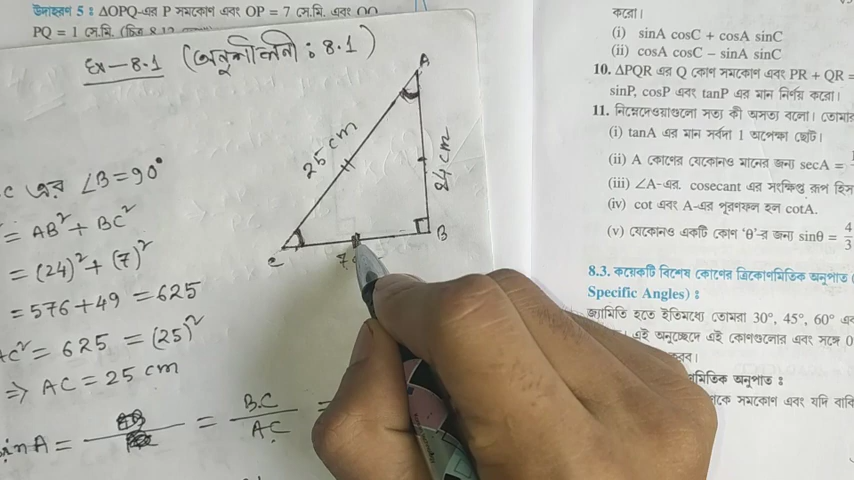 উদাহরণ 5 : ΔOPQ-এর P সমকোণ এবং OP = 7 সে.মি. এবং OQ
PQ = 1 সে.মি.
Ex-8.1 (অনুশীলনী : 8.1)
A
25 cm
24 cm
B
C
7
C এর ∠B = 90°
= AB² + BC²
= (24)² + (7)²
= 576 + 49 = 625
AC² = 625 = (25)²
⇒ AC = 25 cm
sin A = = BC/AC =
করো।
(i) sinA cosC + cosA sinC
(ii) cosA cosC − sinA sinC
10. ΔPQR এর Q কোণ সমকোণ এবং PR + QR =
sinP, cosP এবং tanP এর মান নির্ণয় করো।
11. নিম্নেদেওয়াগুলো সত্য কী অসত্য বলো। তোমার
(i) tanA এর মান সর্বদা 1 অপেক্ষা ছোট।
(ii) A কোণের যেকোনও মানের জন্য secA =
(iii) ∠A-এর cosecant এর সংক্ষিপ্ত রূপ
(iv) cot এবং A-এর পূরণফল হল cotA.
(v) যেকোনও একটি কোণ ‘θ’-র জন্য sinθ = 4/3
8.3. কয়েকটি বিশেষ কোণের ত্রিকোণমিতিক অনুপাত
Specific Angles) :
জ্যামিতি হতে ইতিমধ্যে তোমরা 30°, 45°, 60° এবং
এই অনুচ্ছেদে এই কোণগুলোর এবং সঙ্গে 0
করব।
মিতিক অনুপাত :
কে সমকোণ এবং যদি